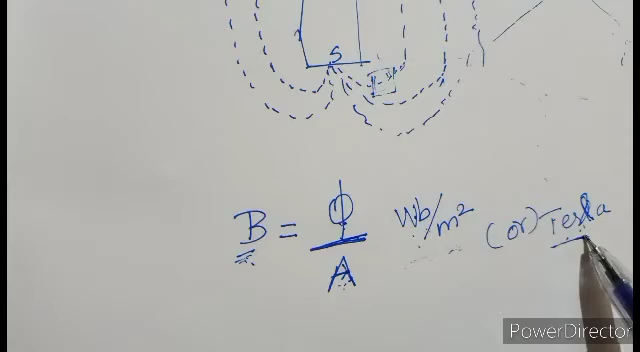 S
B = Φ/A Wb/m² (or) Tesla
PowerDirector